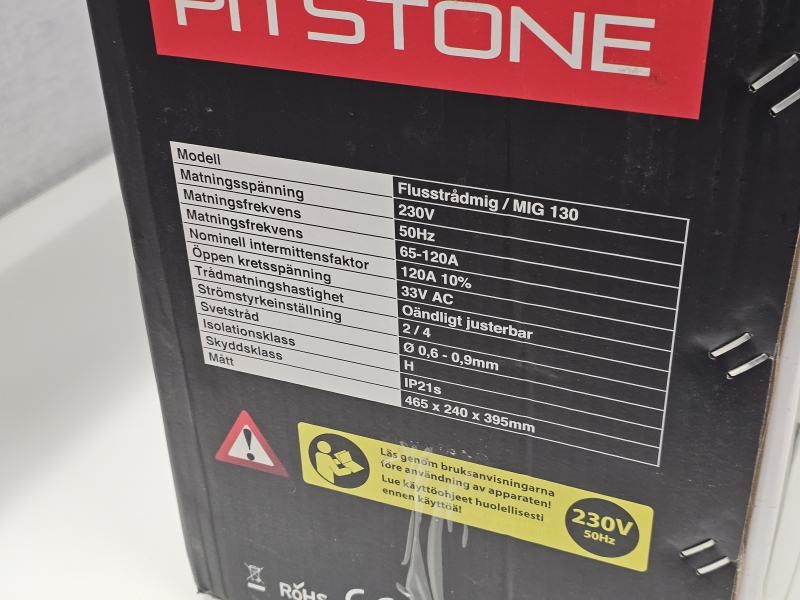 PITSTONE
Modell Flusstrådmig / MIG 130
Matningsspänning 230V
Matningsfrekvens 50Hz
Matningsfrekvens 65-120A
Nominell intermittensfaktor 120A 10%
Öppen kretsspänning 33V AC
Trådmatningshastighet Oändligt justerbar
Strömstyrkeinställning 2 / 4
Svetstråd Ø 0,6 - 0,9mm
Isolationsklass H
Skyddsklass IP21s
Mått 465 x 240 x 395mm
Läs genom bruksanvisningarna
före användning av apparaten!
Lue käyttöohjeet huolellisesti
ennen käyttöä!
230V
50Hz
RoHS